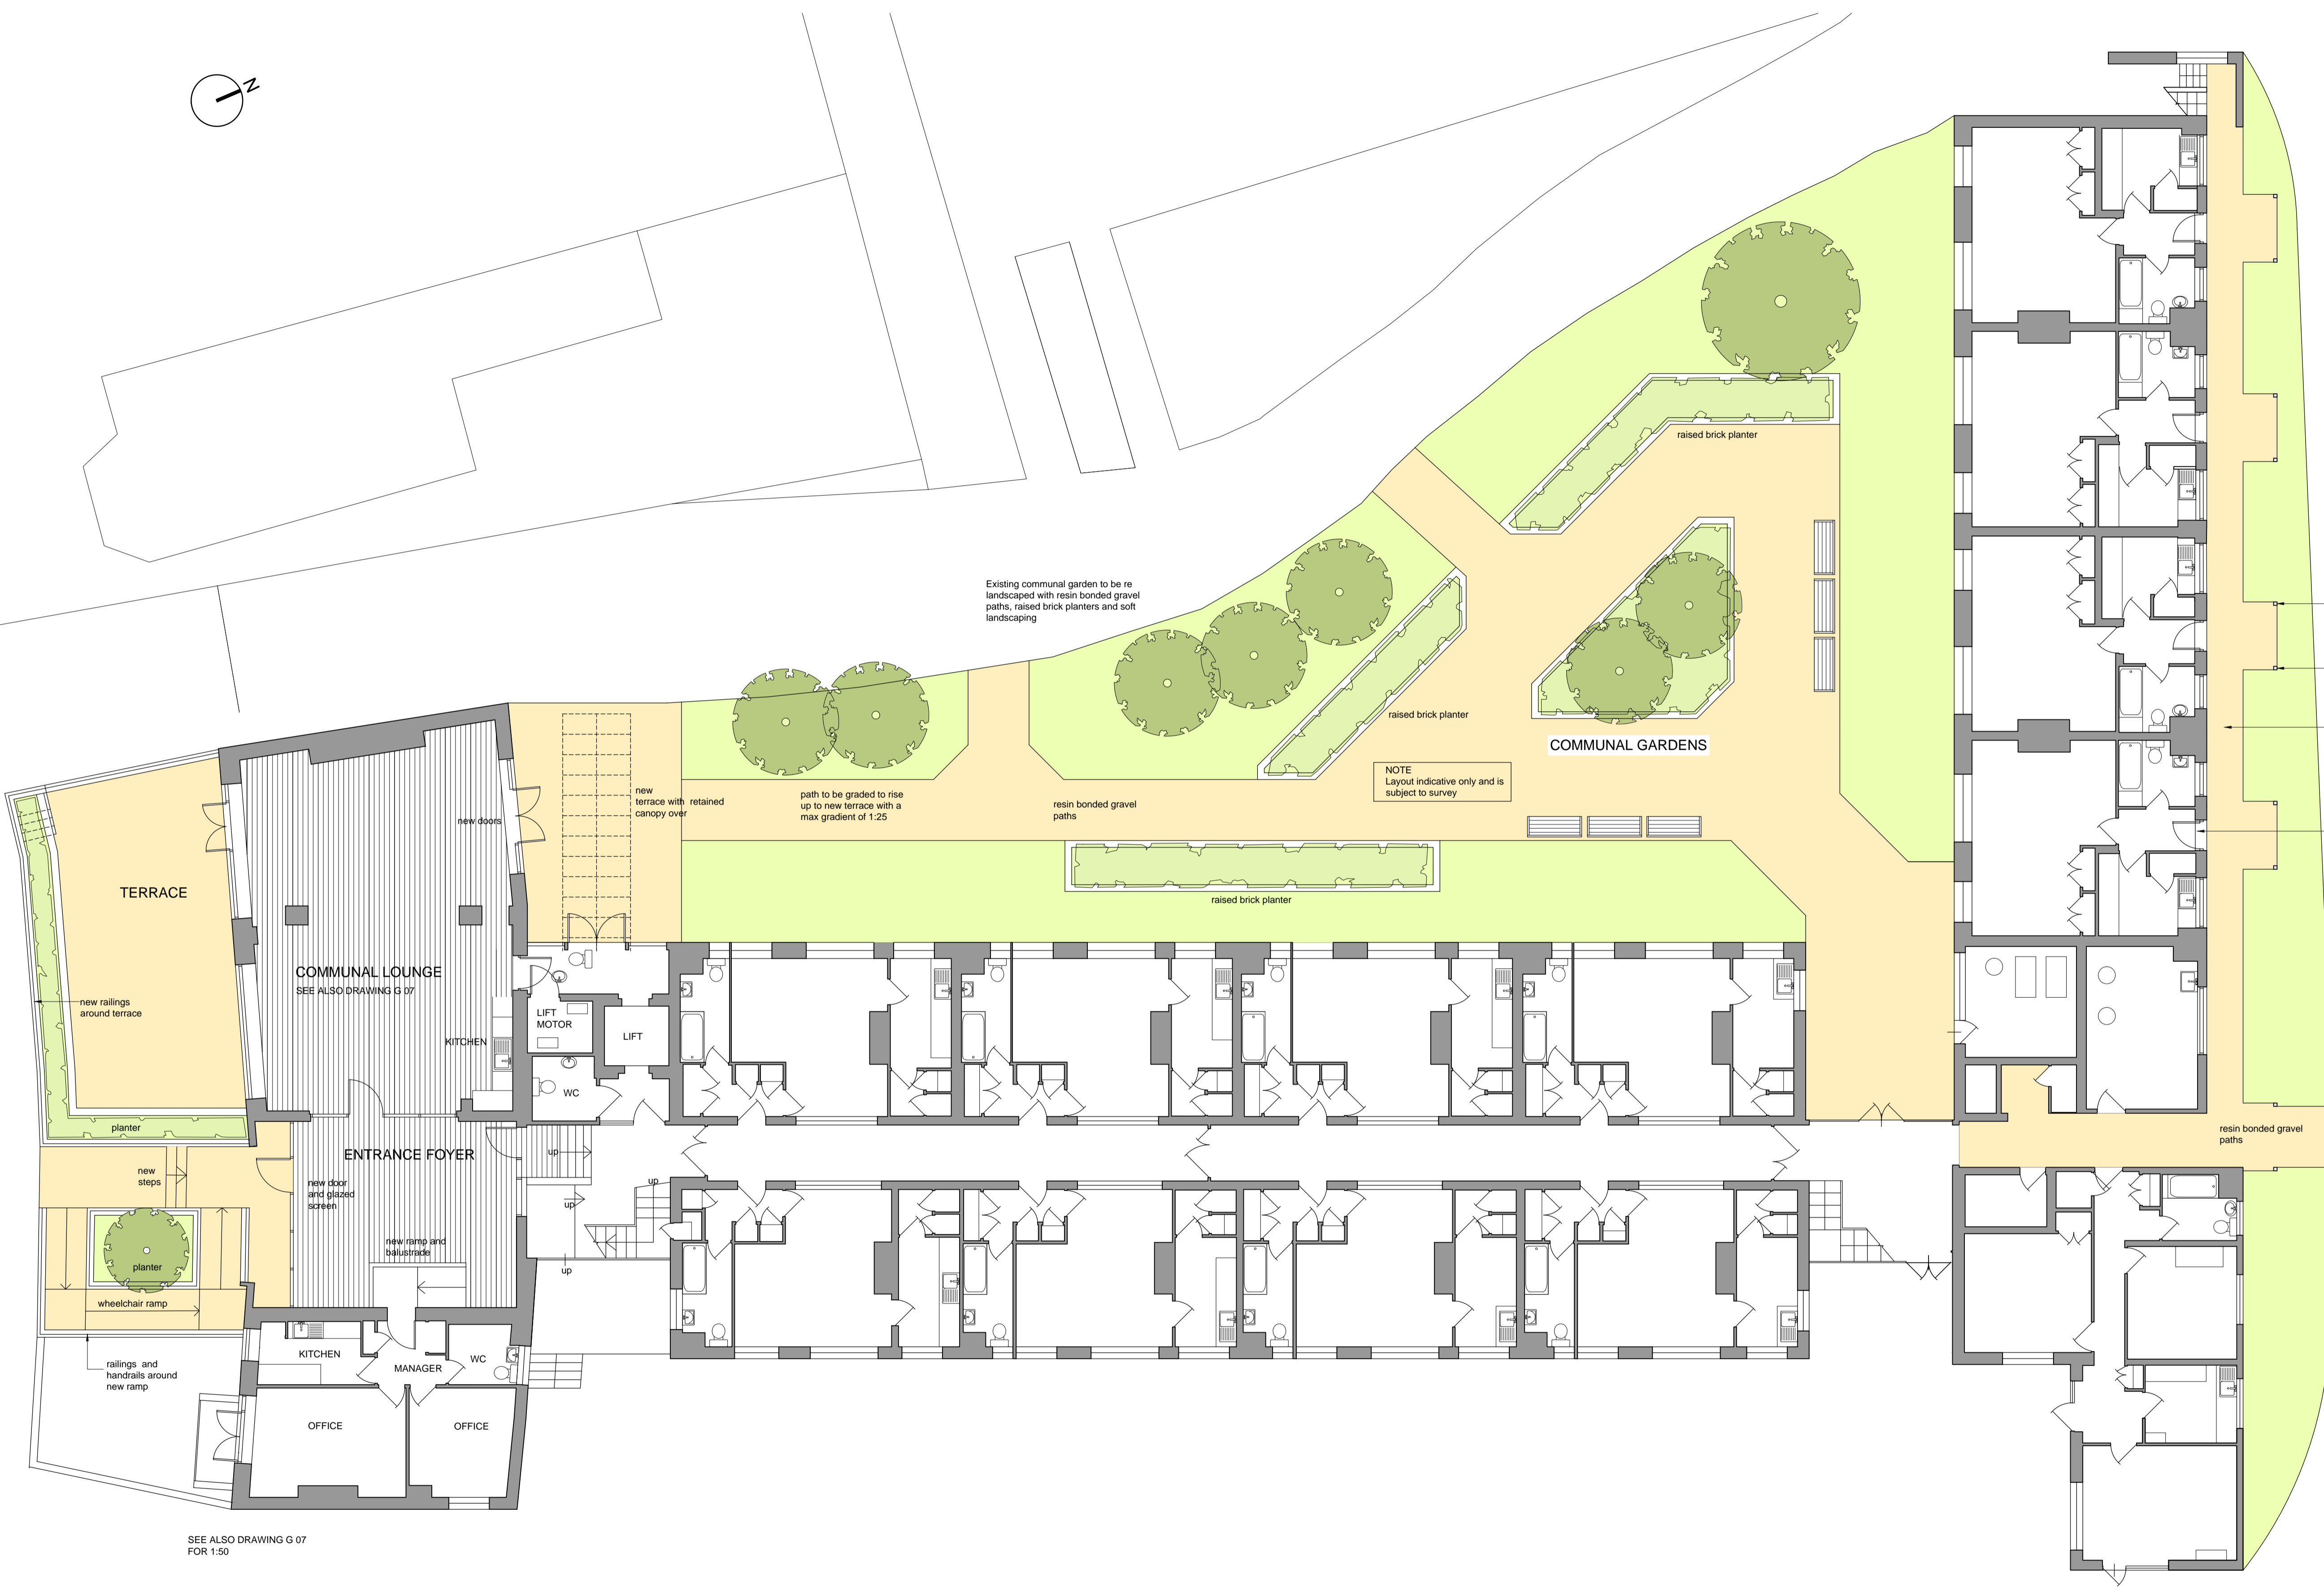 N
raised brick planter
Existing communal garden to be re
landscaped with resin bonded gravel
paths, raised brick planters and soft
landscaping
raised brick planter
COMMUNAL GARDENS
NOTE
Layout indicative only and is
subject to survey
new
terrace with retained
canopy over
path to be graded to rise
up to new terrace with a
max gradient of 1:25
resin bonded gravel
paths
new doors
TERRACE
raised brick planter
COMMUNAL LOUNGE
SEE ALSO DRAWING G 07
new railings
around terrace
LIFT
MOTOR
LIFT
KITCHEN
WC
planter
resin bonded gravel
paths
ENTRANCE FOYER
up
new
steps
new door
and glazed
screen
up
up
new ramp and
balustrade
planter
up
wheelchair ramp
KITCHEN
MANAGER
WC
railings and
handrails around
new ramp
OFFICE
OFFICE
SEE ALSO DRAWING G 07
FOR 1:50